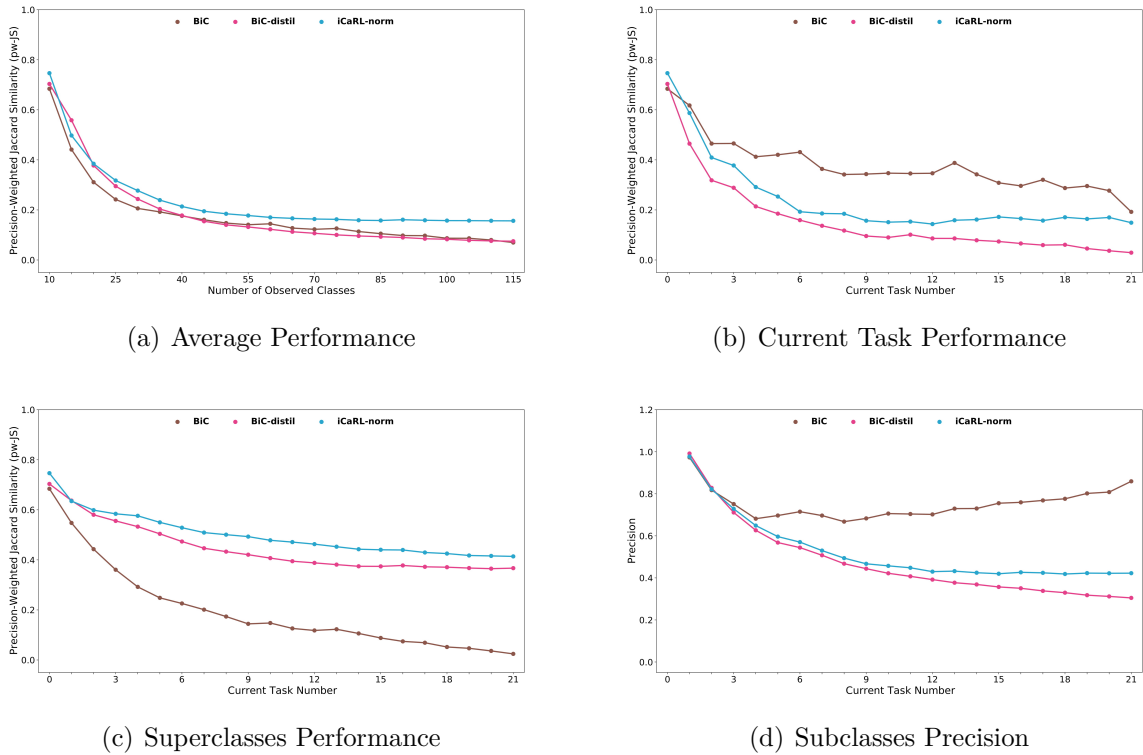 BiC BiC-distil iCaRL-norm
Precision-Weighted Jaccard Similarity (pw-JS)
1.0
0.8
0.6
0.4
0.2
0.0
10 25 40 55 70 85 100 115
Number of Observed Classes
(a) Average Performance
BiC BiC-distil iCaRL-norm
Precision-Weighted Jaccard Similarity (pw-JS)
1.0
0.8
0.6
0.4
0.2
0.0
0 3 6 9 12 15 18 21
Current Task Number
(b) Current Task Performance
BiC BiC-distil iCaRL-norm
Precision-Weighted Jaccard Similarity (pw-JS)
1.0
0.8
0.6
0.4
0.2
0.0
0 3 6 9 12 15 18 21
Current Task Number
(c) Superclasses Performance
BiC BiC-distil iCaRL-norm
Precision
1.2
1.0
0.8
0.6
0.4
0.2
0.0
0 3 6 9 12 15 18 21
Current Task Number
(d) Subclasses Precision